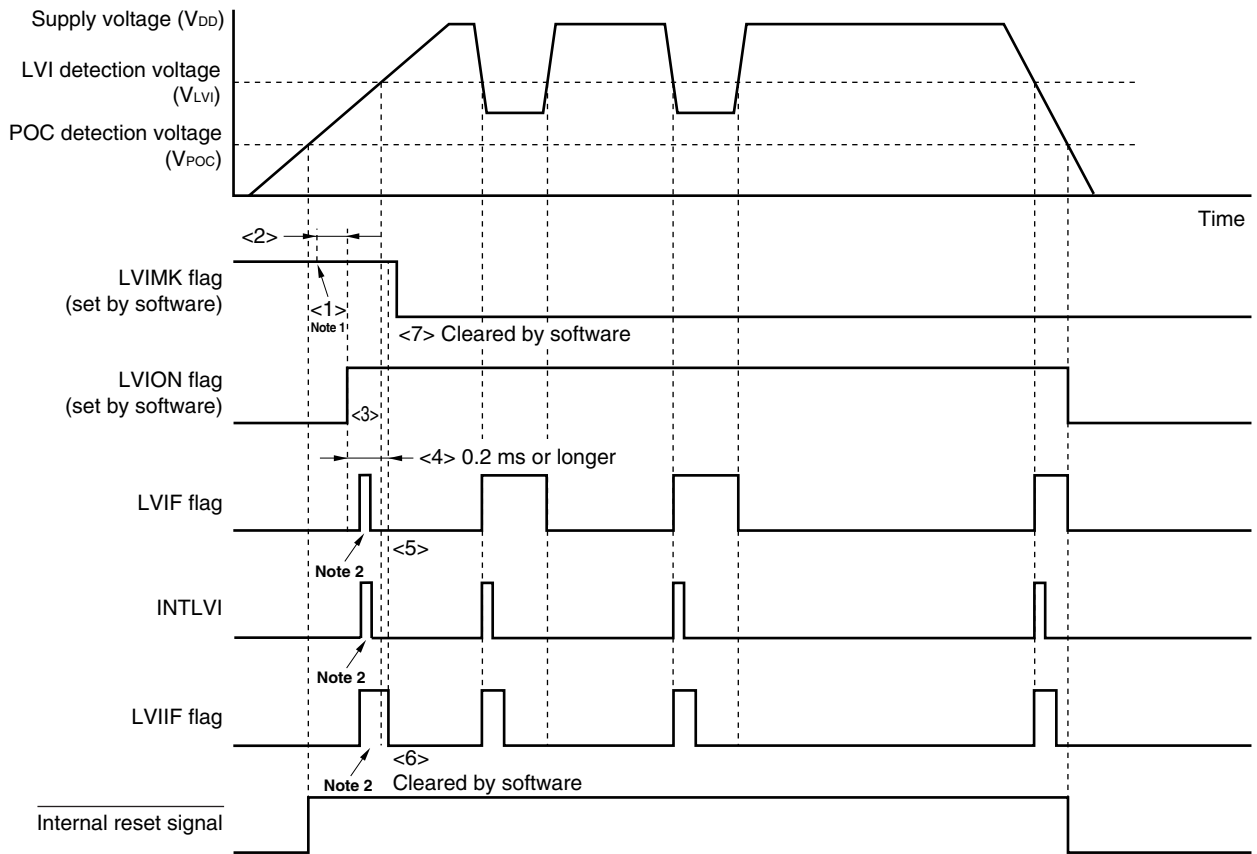 Supply voltage (VDD)
LVI detection voltage
(VLVI)
POC detection voltage
(VPOC)
Time
<2>
LVIMK flag
(set by software)
<1>
Note 1
<7> Cleared by software
LVION flag
(set by software)
<3>
<4> 0.2 ms or longer
LVIF flag
<5>
Note 2
INTLVI
Note 2
LVIIF flag
<6>
Note 2
Cleared by software
Internal reset signal